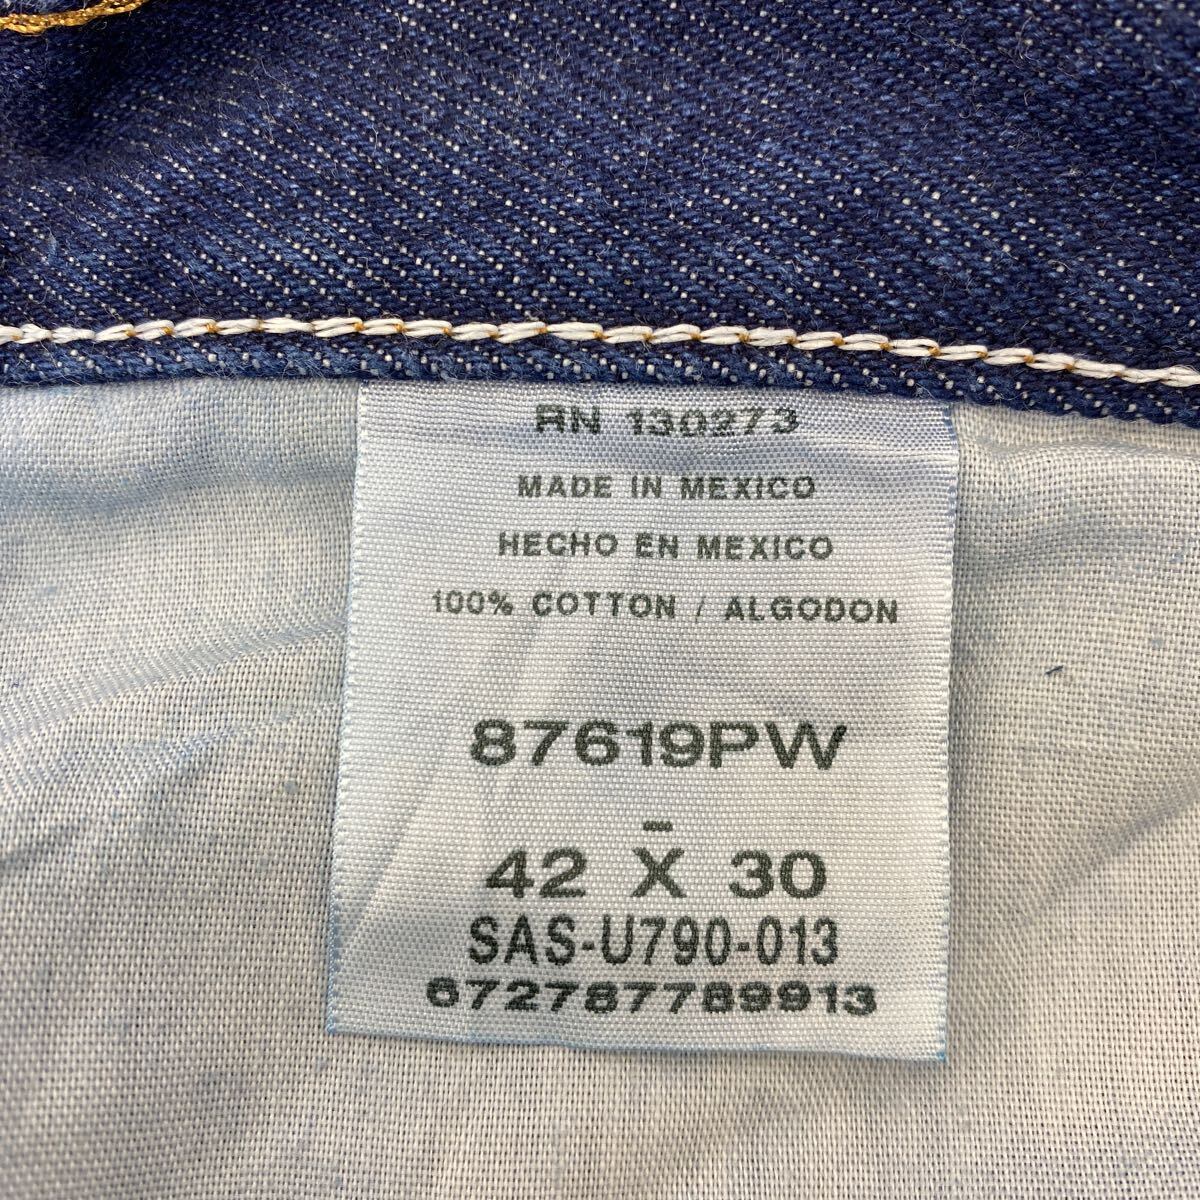 RN 130273
MADE IN MEXICO
HECHO EN MEXICO
100% COTTON / ALGODON
87619PW
-
42 X 30
SAS-U790-013
672787789913